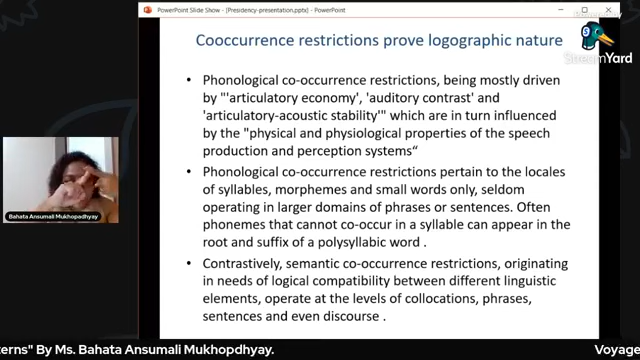 PowerPoint Slide Show - [Presidency-presentation.pptx] - PowerPoint
StreamYard
Cooccurrence restrictions prove logographic nature
• Phonological co-occurrence restrictions, being mostly driven
by "'articulatory economy', 'auditory contrast' and
'articulatory-acoustic stability'" which are in turn influenced
by the "physical and physiological properties of the speech
production and perception systems“
• Phonological co-occurrence restrictions pertain to the locales
of syllables, morphemes and small words only, seldom
operating in larger domains of phrases or sentences. Often
phonemes that cannot co-occur in a syllable can appear in the
root and suffix of a polysyllabic word .
• Contrastively, semantic co-occurrence restrictions, originating
in needs of logical compatibility between different linguistic
elements, operate at the levels of collocations, phrases,
sentences and even discourse .
Bahata Ansumali Mukhopadhyay
terns" By Ms. Bahata Ansumali Mukhopdhyay.
Voyage